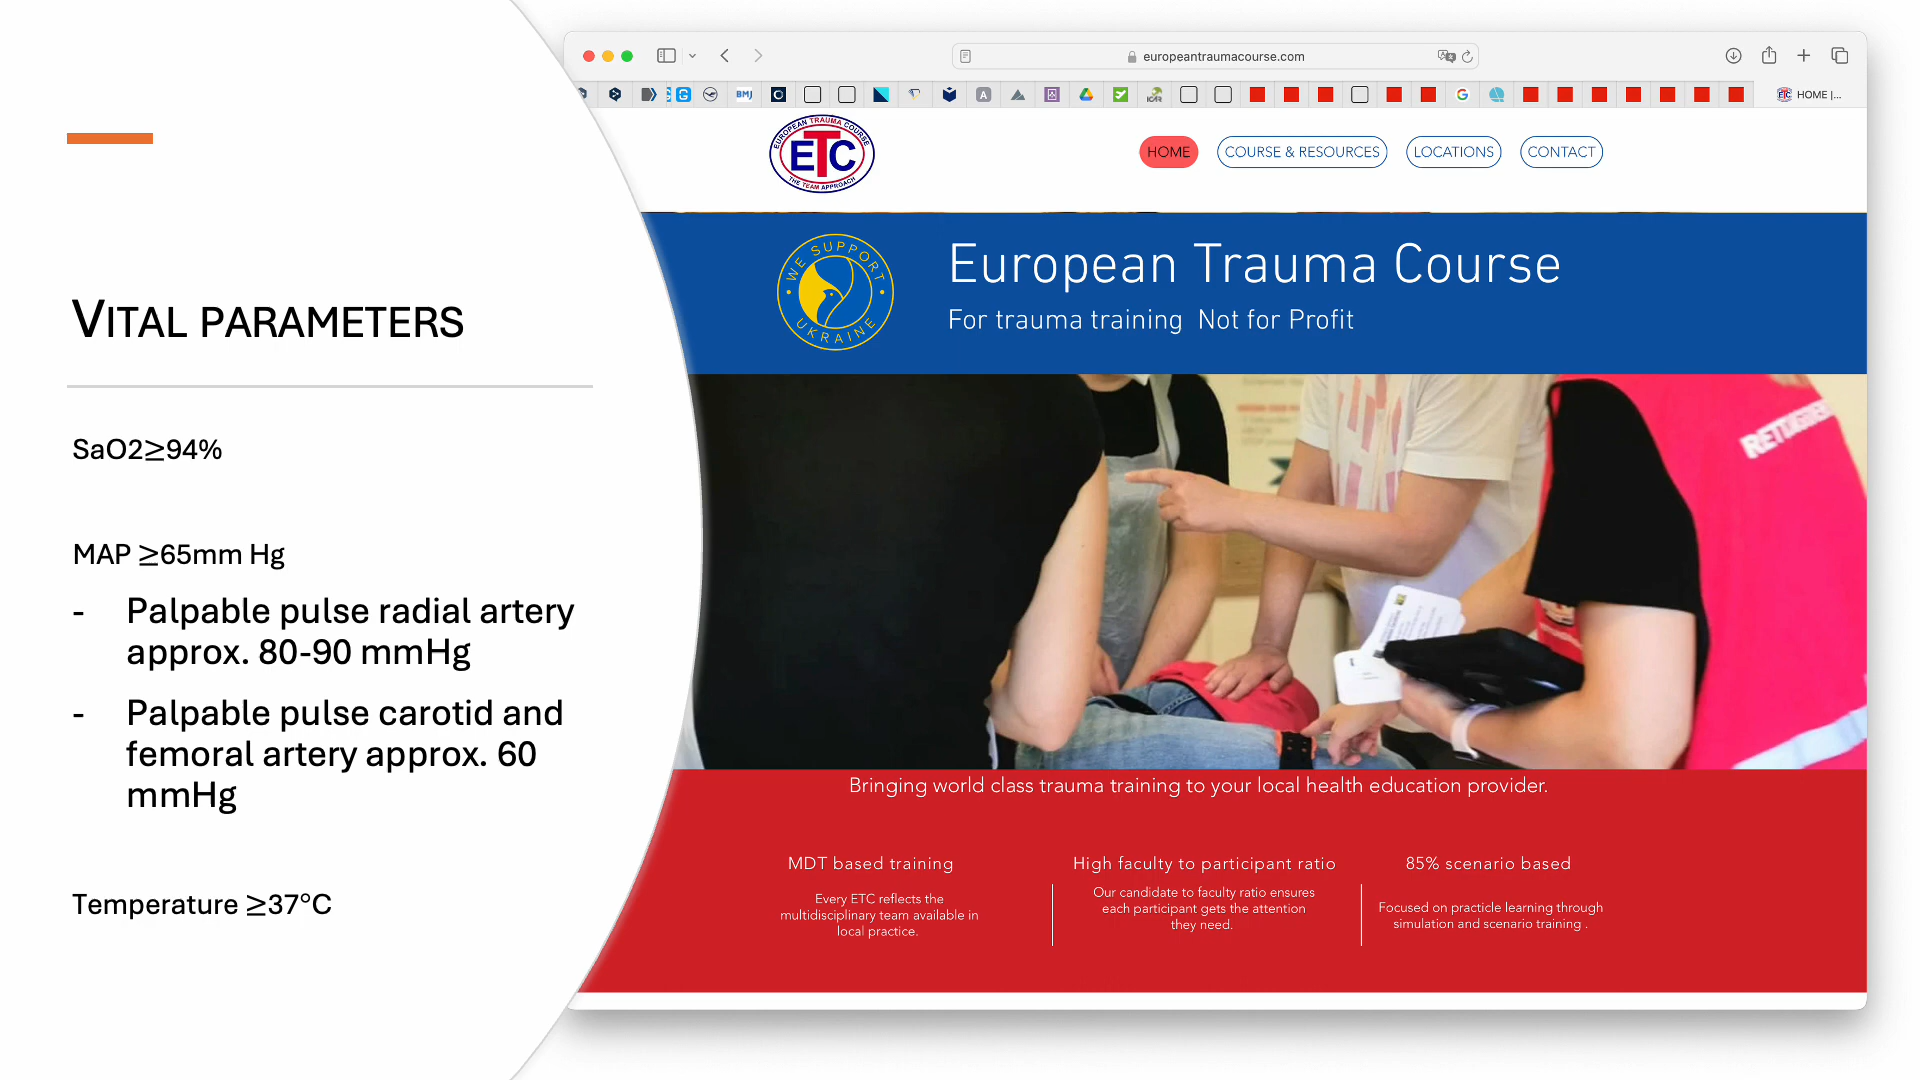 VITAL PARAMETERS
SaO2≥94%
MAP ≥65mm Hg
- Palpable pulse radial artery
approx. 80-90 mmHg
- Palpable pulse carotid and
femoral artery approx. 60
mmHg
Temperature ≥37°C
europeantraumacourse.com
BMJ
HOME |...
EUROPEAN TRAUMA COURSE
ETC
THE TEAM APPROACH
HOME
COURSE & RESOURCES
LOCATIONS
CONTACT
WE SUPPORT
UKRAINE
European Trauma Course
For trauma training Not for Profit
Bringing world class trauma training to your local health education provider.
MDT based training
Every ETC reflects the
multidisciplinary team available in
local practice.
High faculty to participant ratio
Our candidate to faculty ratio ensures
each participant gets the attention
they need.
85% scenario based
Focused on practicle learning through
simulation and scenario training .